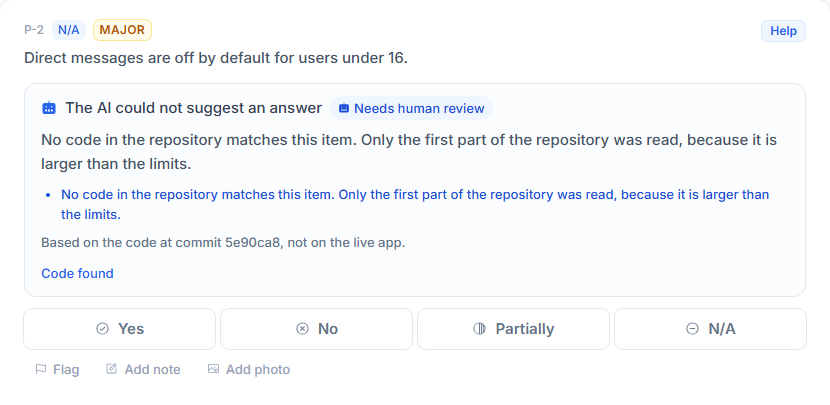 P-2 N/A MAJOR Help
Direct messages are off by default for users under 16.
The AI could not suggest an answer Needs human review
No code in the repository matches this item. Only the first part of the repository was read, because it is
larger than the limits.
• No code in the repository matches this item. Only the first part of the repository was read, because it is larger than
the limits.
Based on the code at commit 5e90ca8, not on the live app.
Code found
Yes No Partially N/A
Flag Add note Add photo